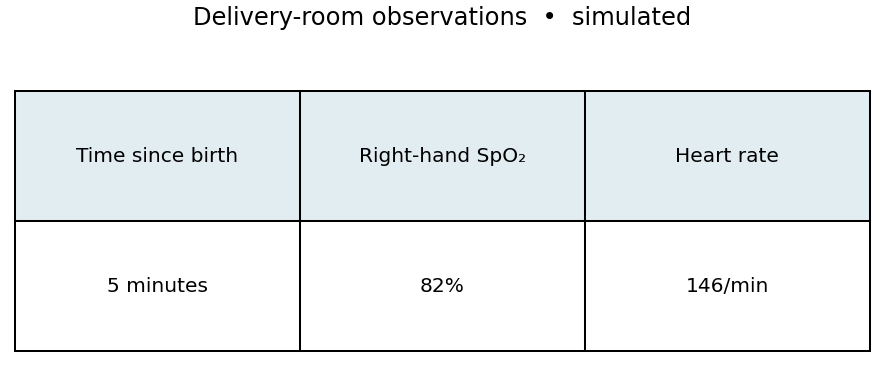 Delivery-room observations • simulated
Time since birth Right-hand SpO₂ Heart rate
5 minutes 82% 146/min